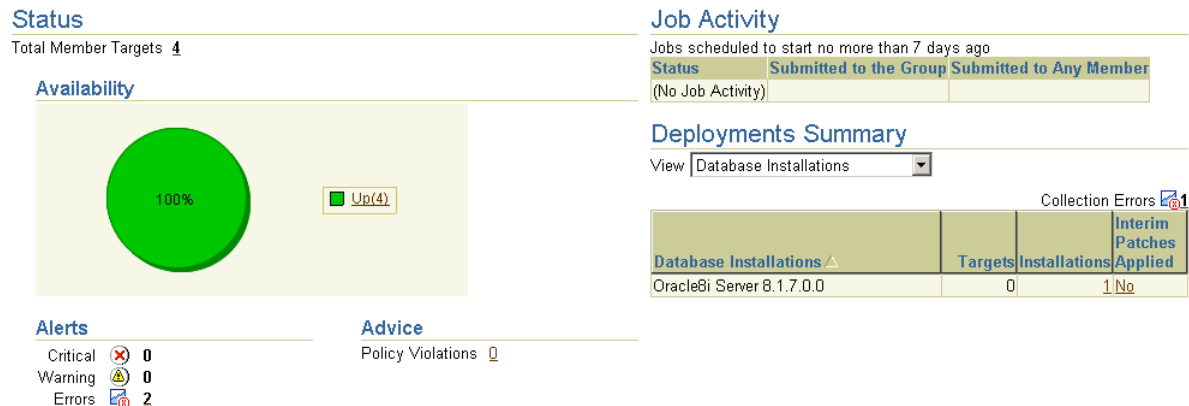 Status
Total Member Targets 4
Availability
100%
Up(4)
Alerts
Critical 0
Warning 0
Errors 2
Advice
Policy Violations 0
Job Activity
Jobs scheduled to start no more than 7 days ago
Status Submitted to the Group Submitted to Any Member
(No Job Activity)
Deployments Summary
View Database Installations
Collection Errors 1
Database Installations Targets Installations Interim Patches Applied
Oracle8i Server 8.1.7.0.0 0 1 No